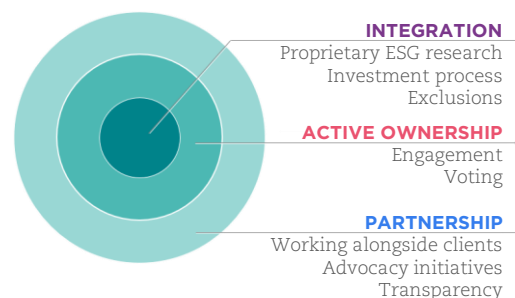 INTEGRATION
Proprietary ESG research
Investment process
Exclusions
ACTIVE OWNERSHIP
Engagement
Voting
PARTNERSHIP
Working alongside clients
Advocacy initiatives
Transparency